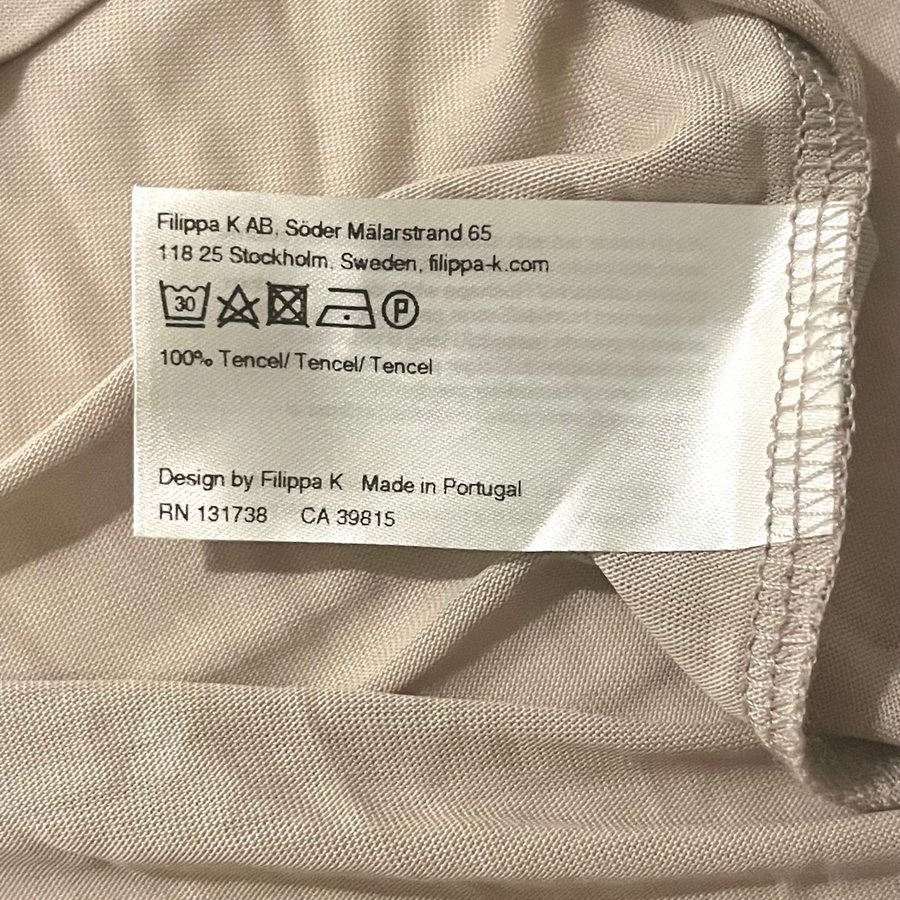 Filippa K AB, Söder Mälarstrand 65
118 25 Stockholm, Sweden, filippa-k.com
30 P
100% Tencel/ Tencel/ Tencel
Design by Filippa K Made in Portugal
RN 131738 CA 39815